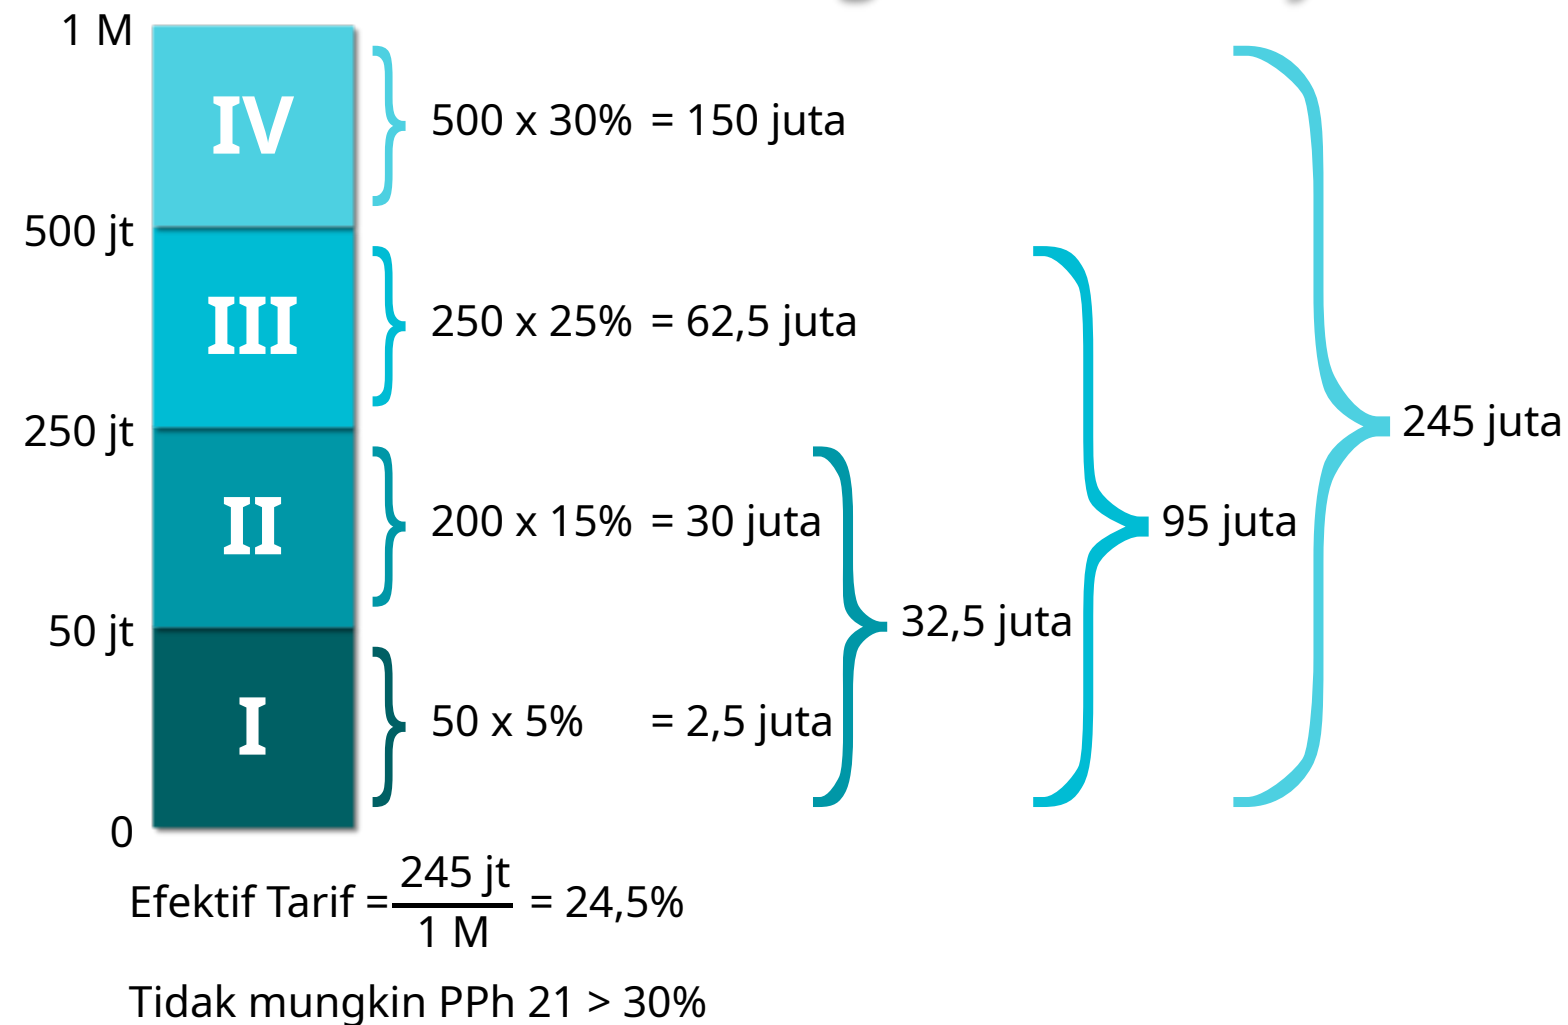 1 M
IV
500 x 30% = 150 juta
500 jt
III
250 x 25% = 62,5 juta
250 jt
245 juta
II
200 x 15% = 30 juta
95 juta
50 jt
32,5 juta
I
50 x 5% = 2,5 juta
0
Efektif Tarif = 245 jt / 1 M = 24,5%
Tidak mungkin PPh 21 > 30%